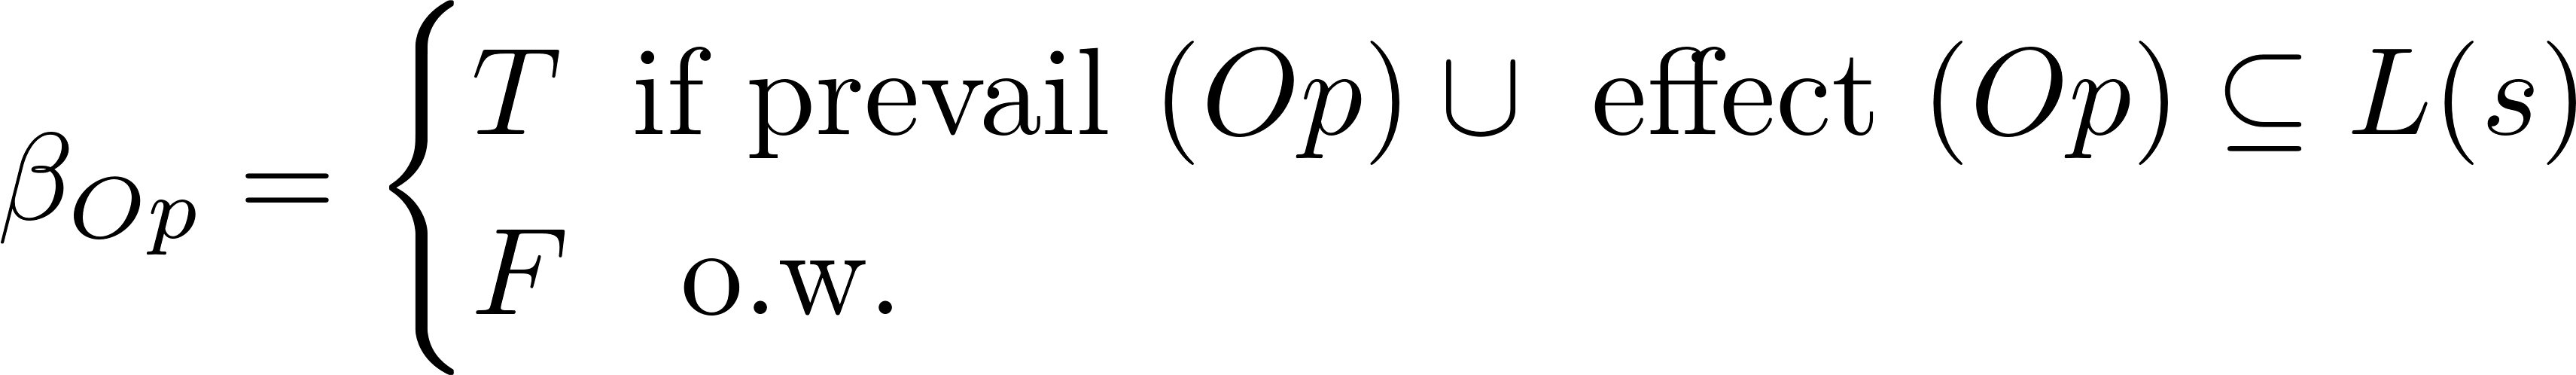 β_{Op} = { T if prevail (Op) ∪ effect (Op) ⊆ L(s)
F o.w.